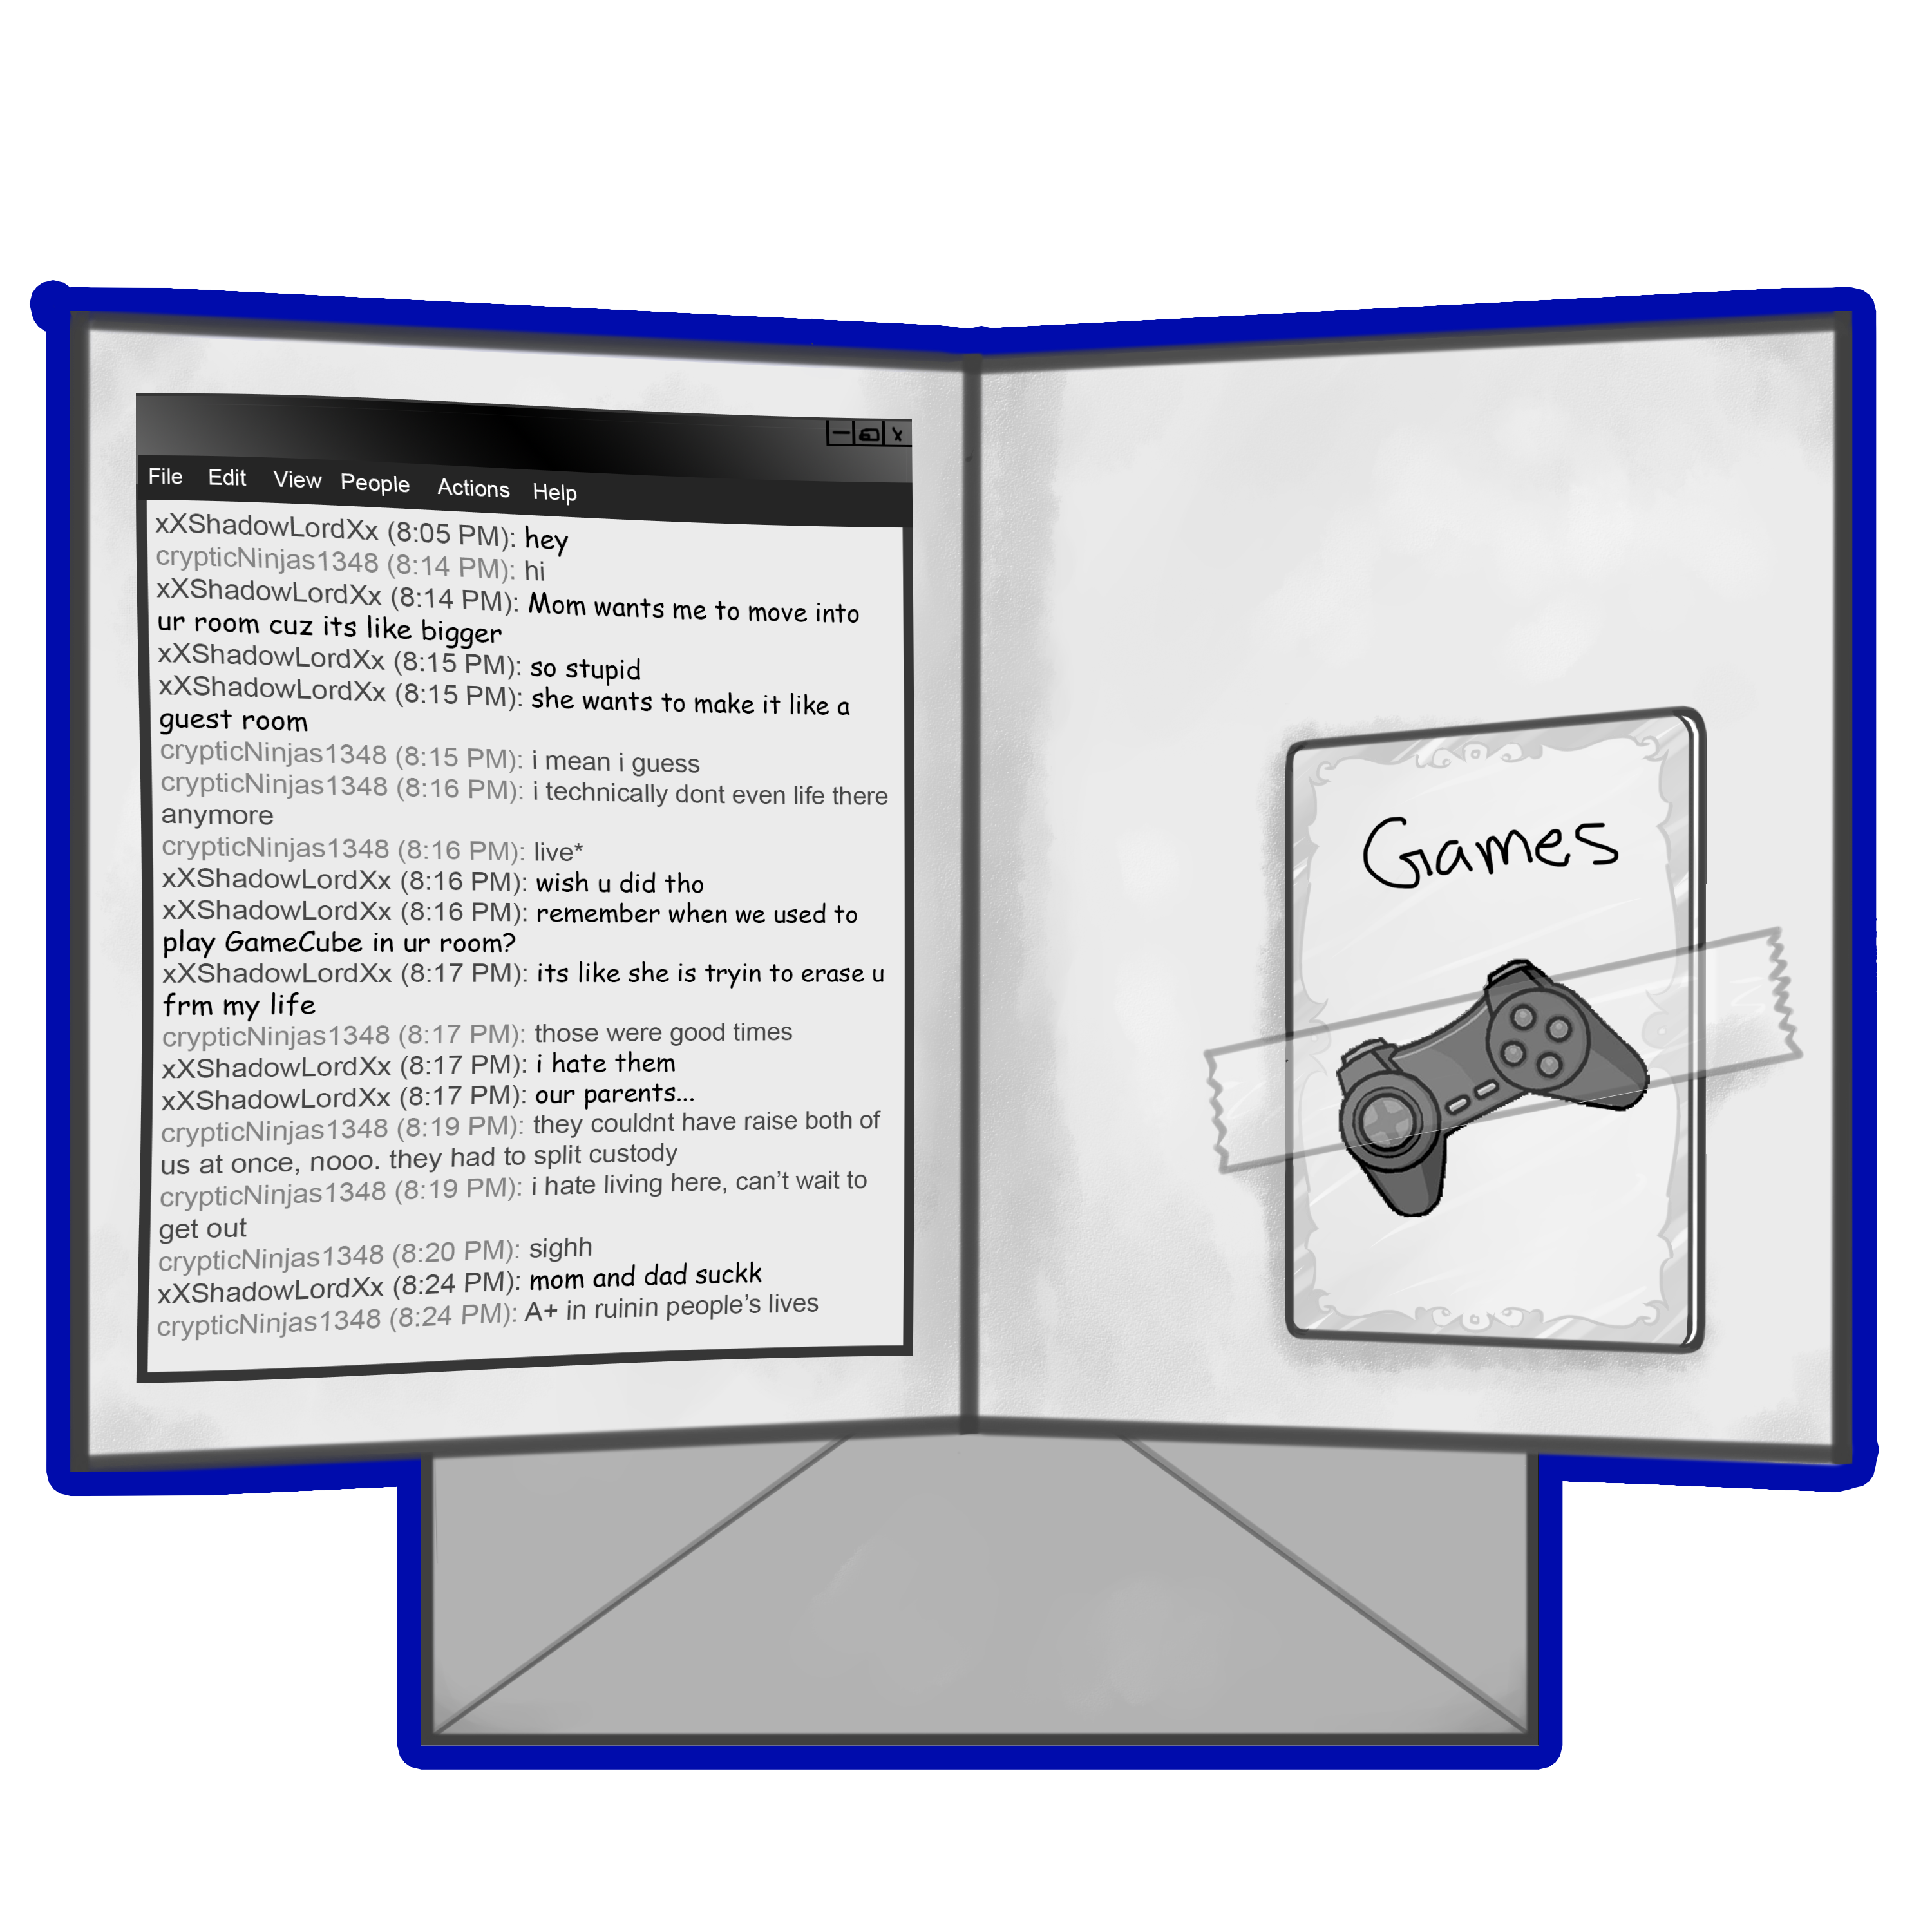 File Edit View People Actions Help
xXShadowLordXx (8:05 PM): hey
crypticNinjas1348 (8:14 PM): hi
xXShadowLordXx (8:14 PM): Mom wants me to move into
ur room cuz its like bigger
xXShadowLordXx (8:15 PM): so stupid
xXShadowLordXx (8:15 PM): she wants to make it like a
guest room
crypticNinjas1348 (8:15 PM): i mean i guess
crypticNinjas1348 (8:16 PM): i technically dont even life there
anymore
crypticNinjas1348 (8:16 PM): live*
xXShadowLordXx (8:16 PM): wish u did tho
xXShadowLordXx (8:16 PM): remember when we used to
play GameCube in ur room?
xXShadowLordXx (8:17 PM): its like she is tryin to erase u
frm my life
crypticNinjas1348 (8:17 PM): those were good times
xXShadowLordXx (8:17 PM): i hate them
xXShadowLordXx (8:17 PM): our parents...
crypticNinjas1348 (8:19 PM): they couldnt have raise both of
us at once, nooo. they had to split custody
crypticNinjas1348 (8:19 PM): i hate living here, can't wait to
get out
crypticNinjas1348 (8:20 PM): sighh
xXShadowLordXx (8:24 PM): mom and dad suckk
crypticNinjas1348 (8:24 PM): A+ in ruinin people's lives
Games